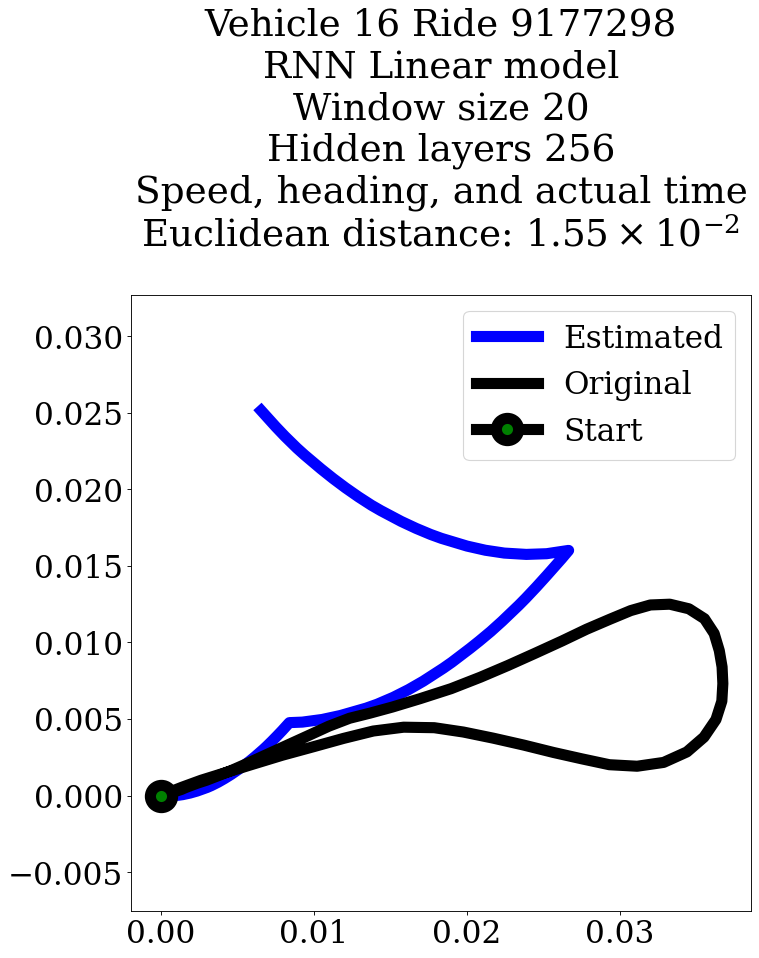 Vehicle 16 Ride 9177298
RNN Linear model
Window size 20
Hidden layers 256
Speed, heading, and actual time
Euclidean distance: 1.55 × 10⁻²
Estimated
Original
Start
0.030
0.025
0.020
0.015
0.010
0.005
0.000
−0.005
0.00 0.01 0.02 0.03